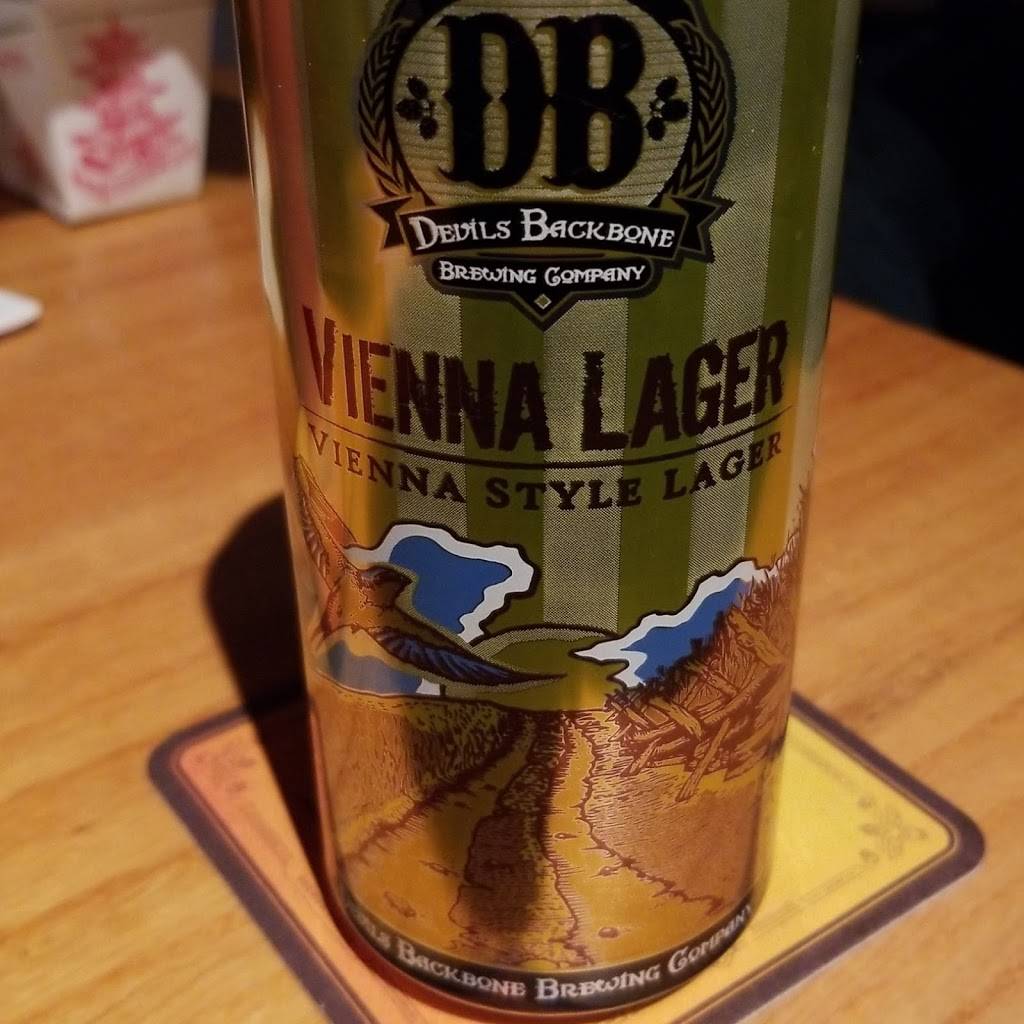 DB
DEVILS BACKBONE
BREWING COMPANY
VIENNA LAGER
VIENNA STYLE LAGER
BACKBONE BREWING COMPANY